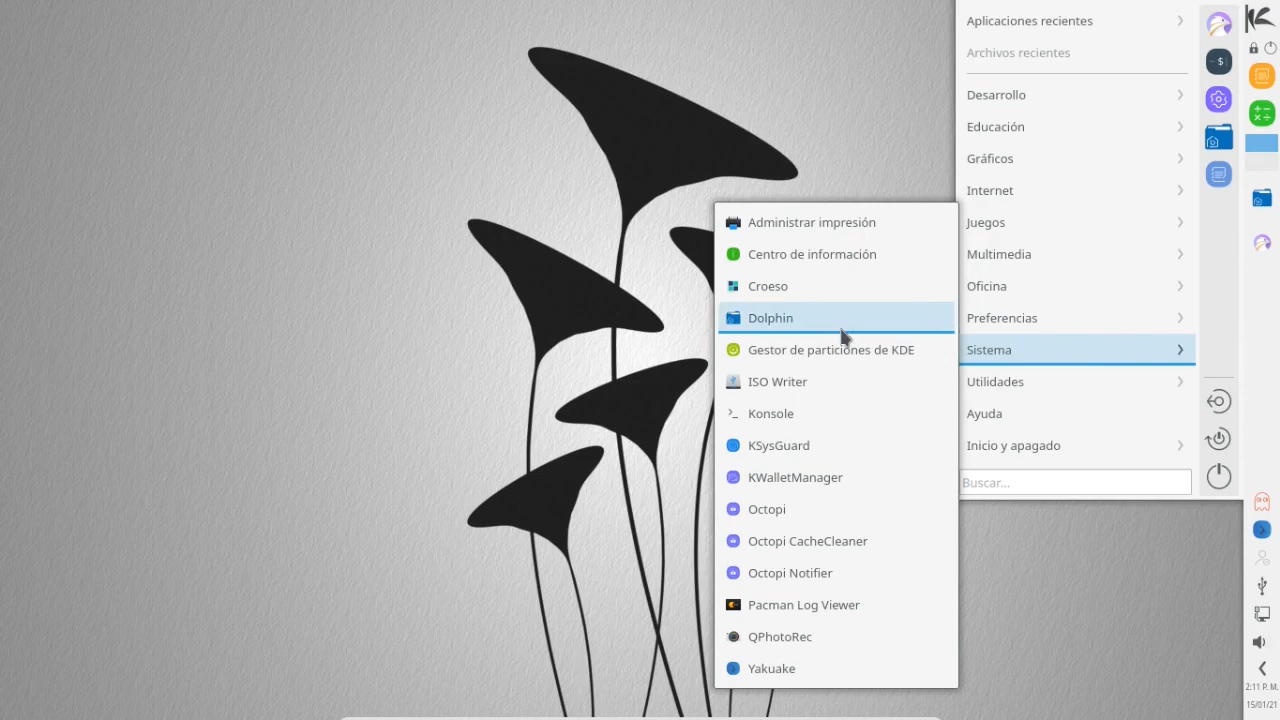 Aplicaciones recientes
Archivos recientes
Desarrollo
Educación
Gráficos
Internet
Juegos
Multimedia
Oficina
Preferencias
Sistema
Utilidades
Ayuda
Inicio y apagado
Buscar...
Administrar impresión
Centro de información
Croeso
Dolphin
Gestor de particiones de KDE
ISO Writer
Konsole
KSysGuard
KWalletManager
Octopi
Octopi CacheCleaner
Octopi Notifier
Pacman Log Viewer
QPhotoRec
Yakuake
2:11 P. M.
15/01/21